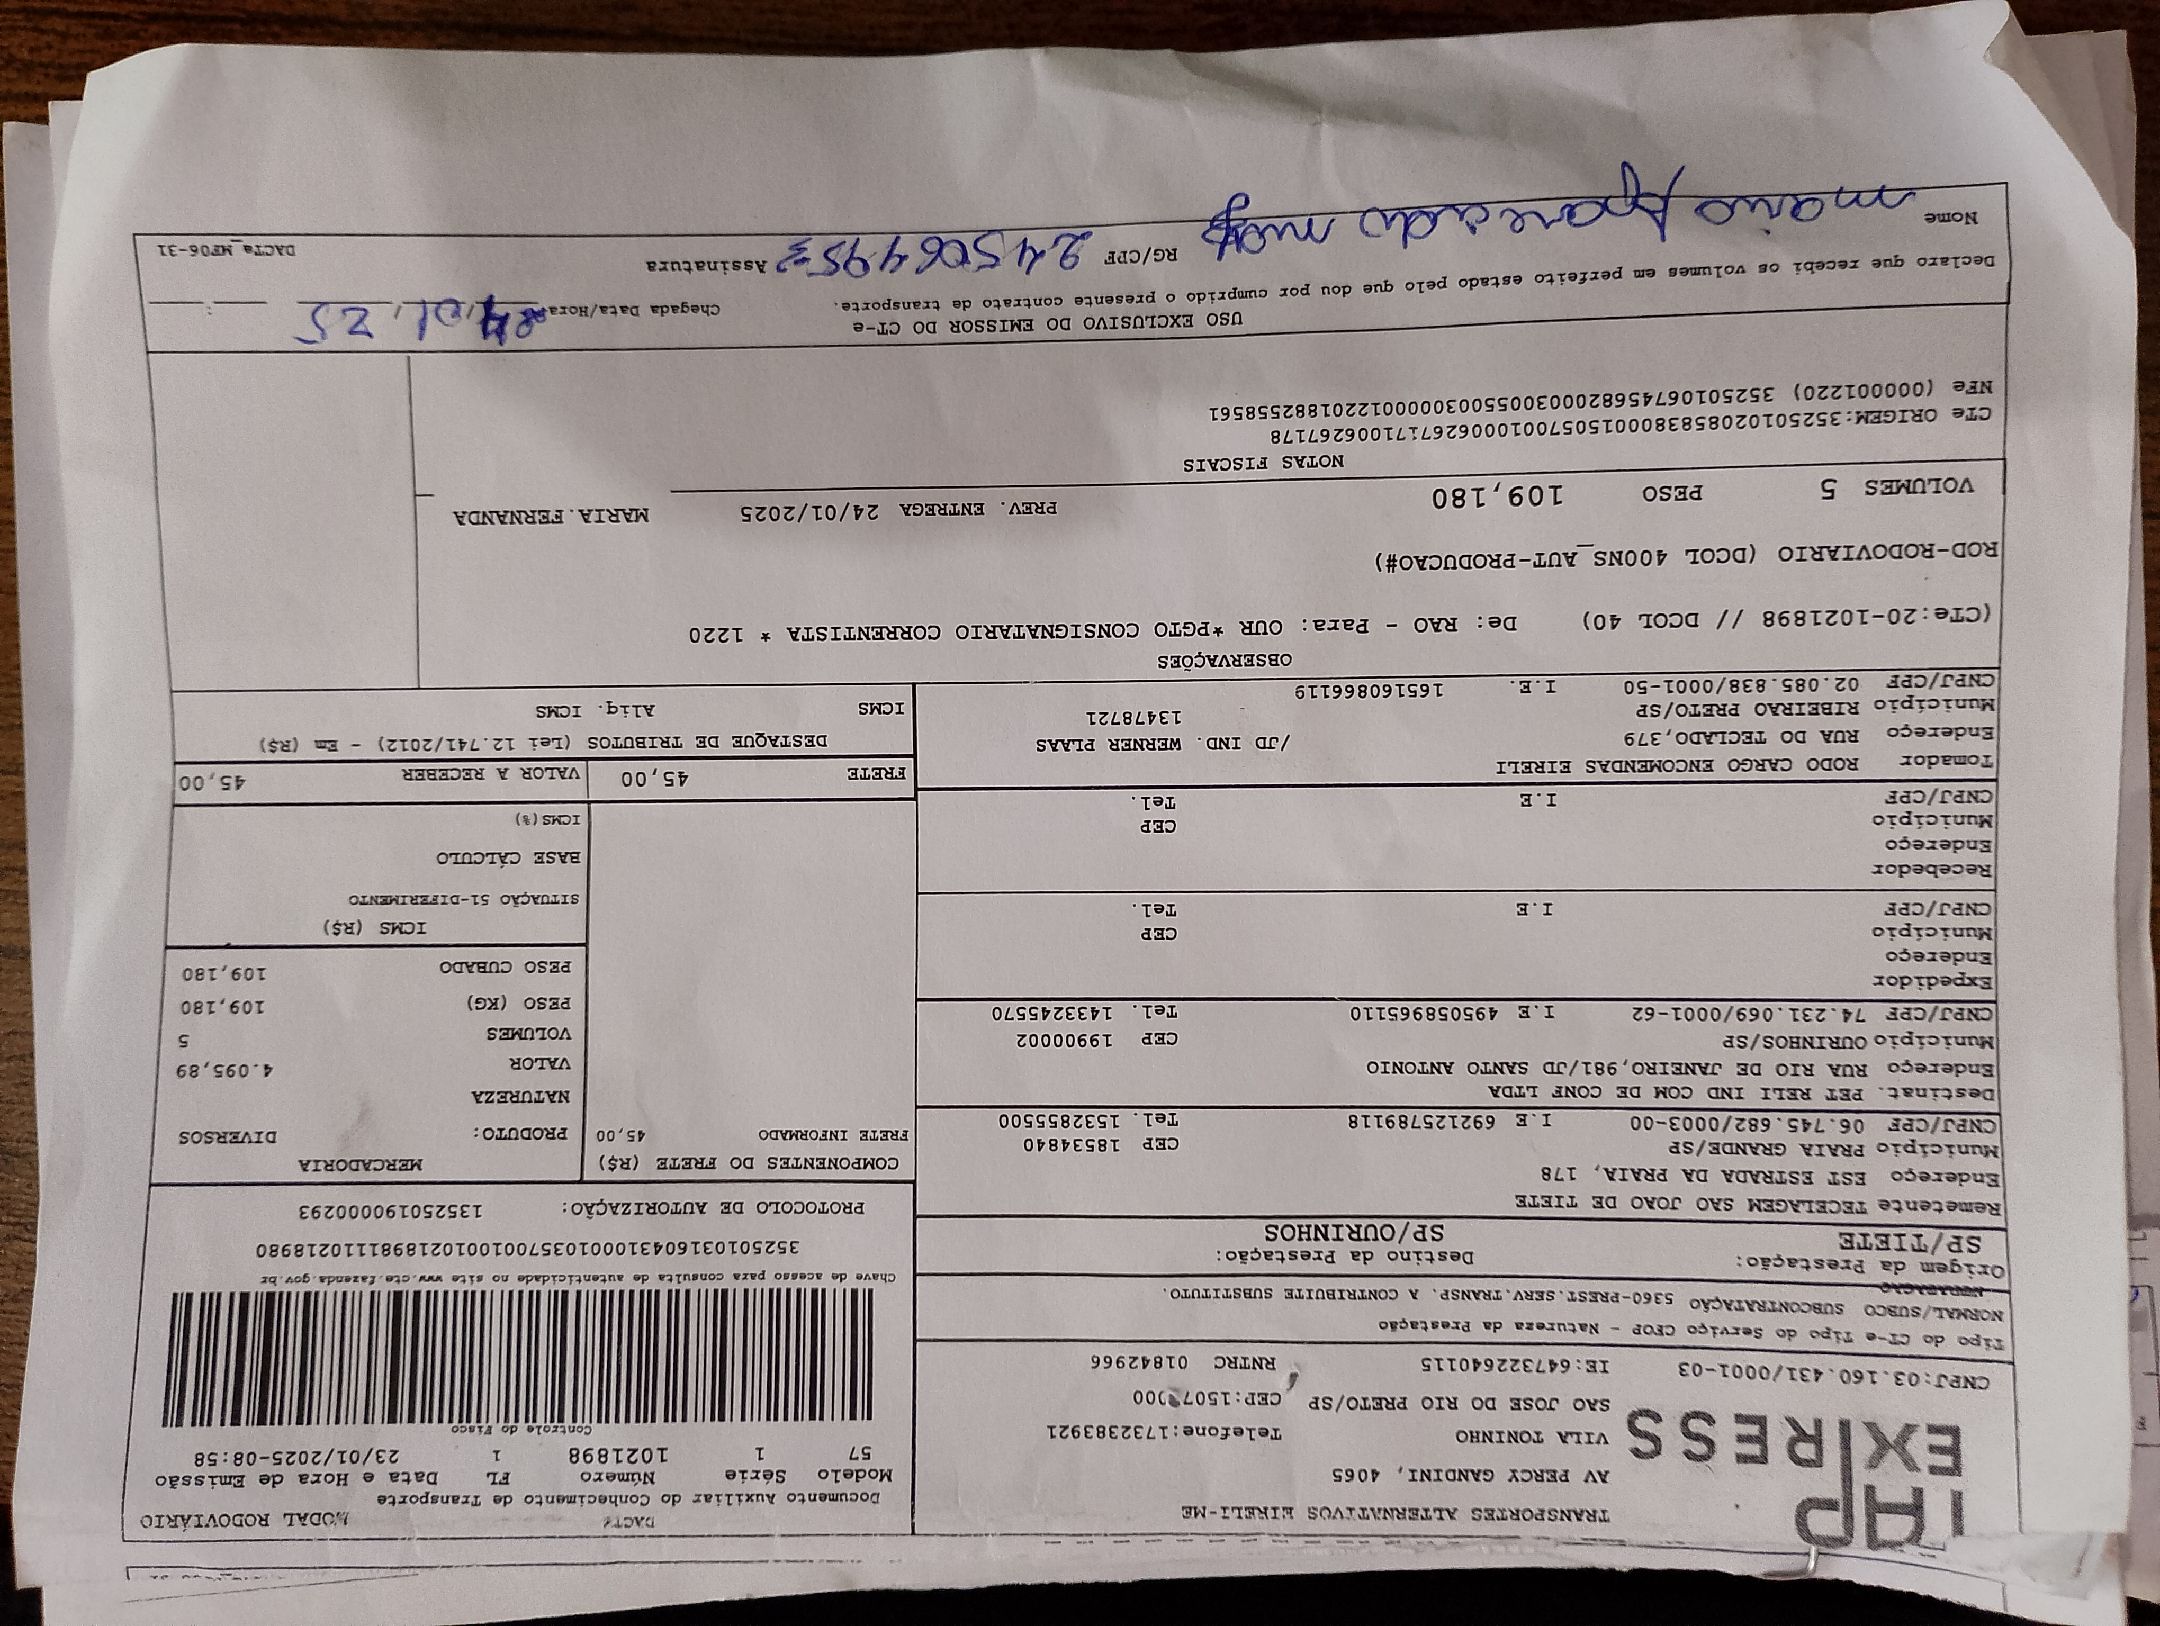 TAP
EXPRESS
TRANSPORTES ALTERNATIVOS EIRELI-ME
AV PERCY GANDINI, 4065
VILA TONINHO Telefone:1732383921
SAO JOSE DO RIO PRETO/SP CEP:1507 000
CNPJ:03.160.431/0001-03 IE:647322640115 RNTRC 01842966
MODAL RODOVIÁRIO
Documento Auxiliar do Conhecimento de Transporte
Modelo Série Número FL Data e Hora de Emissão
57 1 1021898 1 23/01/2025-08:58
Controle do Fisco
Chave de acesso para consulta de autenticidade no site www.cte.fazenda.gov.br
35250103160431000103570010010218981110218980
PROTOCOLO DE AUTORIZAÇÃO: 135250190000293
Tipo do CT-e Tipo do Serviço CFOP - Natureza da Prestação
NORMAL/SUBCO SUBCONTRATAÇÃO 5360-PREST.SERV.TRANSP. A CONTRIBUITE SUBSTITUTO.
Origem da Prestação: Destino da Prestação:
SP/TIETE SP/OURINHOS
Remetente TECELAGEM SAO JOAO DE TIETE
Endereço EST ESTRADA DA PRAIA, 178
Município PRAIA GRANDE/SP CEP 18534840
CNPJ/CPF 06.745.682/0003-00 I.E 692125789118 Tel. 1532855500
Destinat. PET RELI IND COM DE CONF LTDA
Endereço RUA RIO DE JANEIRO,981/JD SANTO ANTONIO
Município OURINHOS/SP CEP 19900002
CNPJ/CPF 74.231.069/0001-62 I.E 495058965110 Tel. 1433245570
Expedidor
Endereço
Município CEP
CNPJ/CPF I.E Tel.
Recebedor
Endereço
Município CEP
CNPJ/CPF I.E Tel.
Tomador RODO CARGO ENCOMENDAS EIRELI
Endereço RUA DO TECLADO,379 /JD IND. WERNER PLAAS
Município RIBEIRAO PRETO/SP 13478721
CNPJ/CPF 02.085.838/0001-50 I.E. 165160866119
COMPONENTES DO FRETE (R$)
FRETE INFORMADO 45,00
MERCADORIA
PRODUTO: DIVERSOS
NATUREZA
VALOR 4.095,89
VOLUMES 5
PESO (KG) 109,180
PESO CUBADO 109,180
ICMS (R$)
SITUAÇÃO 51-DIFERIMENTO
BASE CÁLCULO
ICMS(%)
FRETE 45,00 VALOR A RECEBER 45,00
DESTAQUE DE TRIBUTOS (Lei 12.741/2012) - Em (R$)
ICMS Aliq. ICMS
OBSERVAÇÕES
(CTe:20-1021898 // DCOL 40) De: RAO - Para: OUR *PGTO CONSIGNATARIO CORRENTISTA * 1220
ROD-RODOVIARIO (DCOL 400NS_AUT-PRODUCAO#)
VOLUMES 5 PESO 109,180 PREV. ENTREGA 24/01/2025 MARIA.FERNANDA
NOTAS FISCAIS
CTe ORIGEM:35250102085838000150570010006267171006267178
NFe (000001220) 35250106745682000300550030000012201882558561
USO EXCLUSIVO DO EMISSOR DO CT-e
Declaro que recebi os volumes em perfeito estado pelo que dou por cumprido o presente contrato de transporte.
Chegada Data/Hora 24, 01, 25 :
Nome Mario Aparecido RG/CPF 24506495-3 Assinatura
DACTe_MF06-31